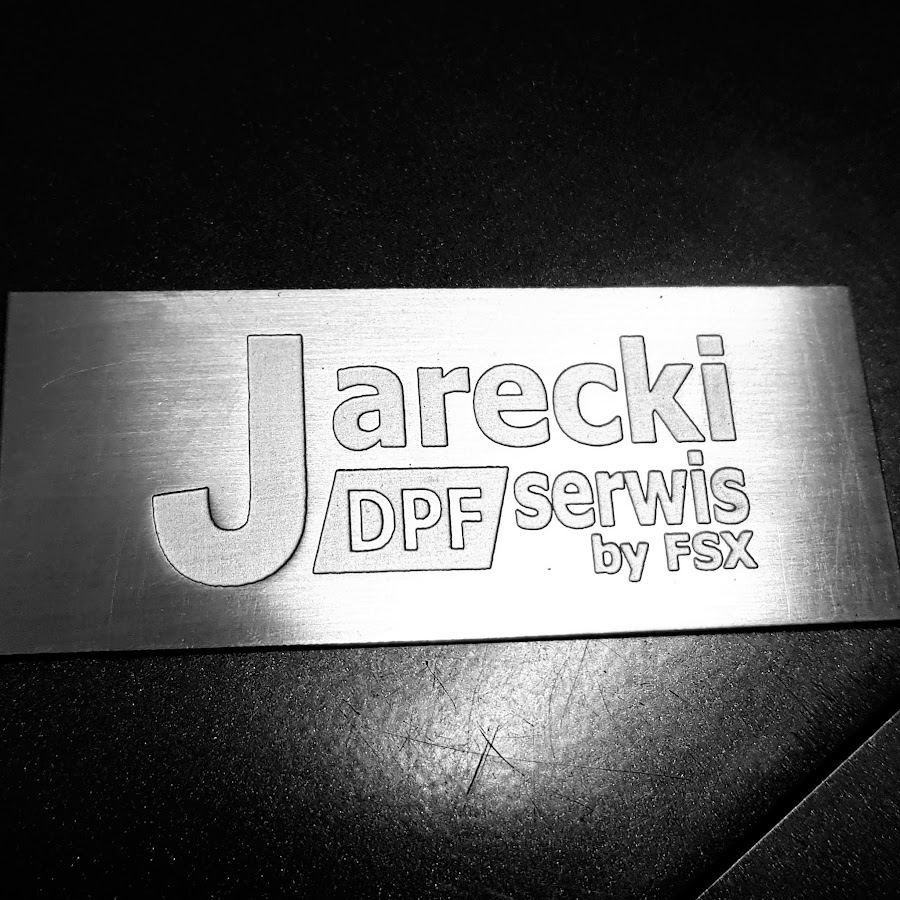 Jarecki
DPF serwis
by FSX